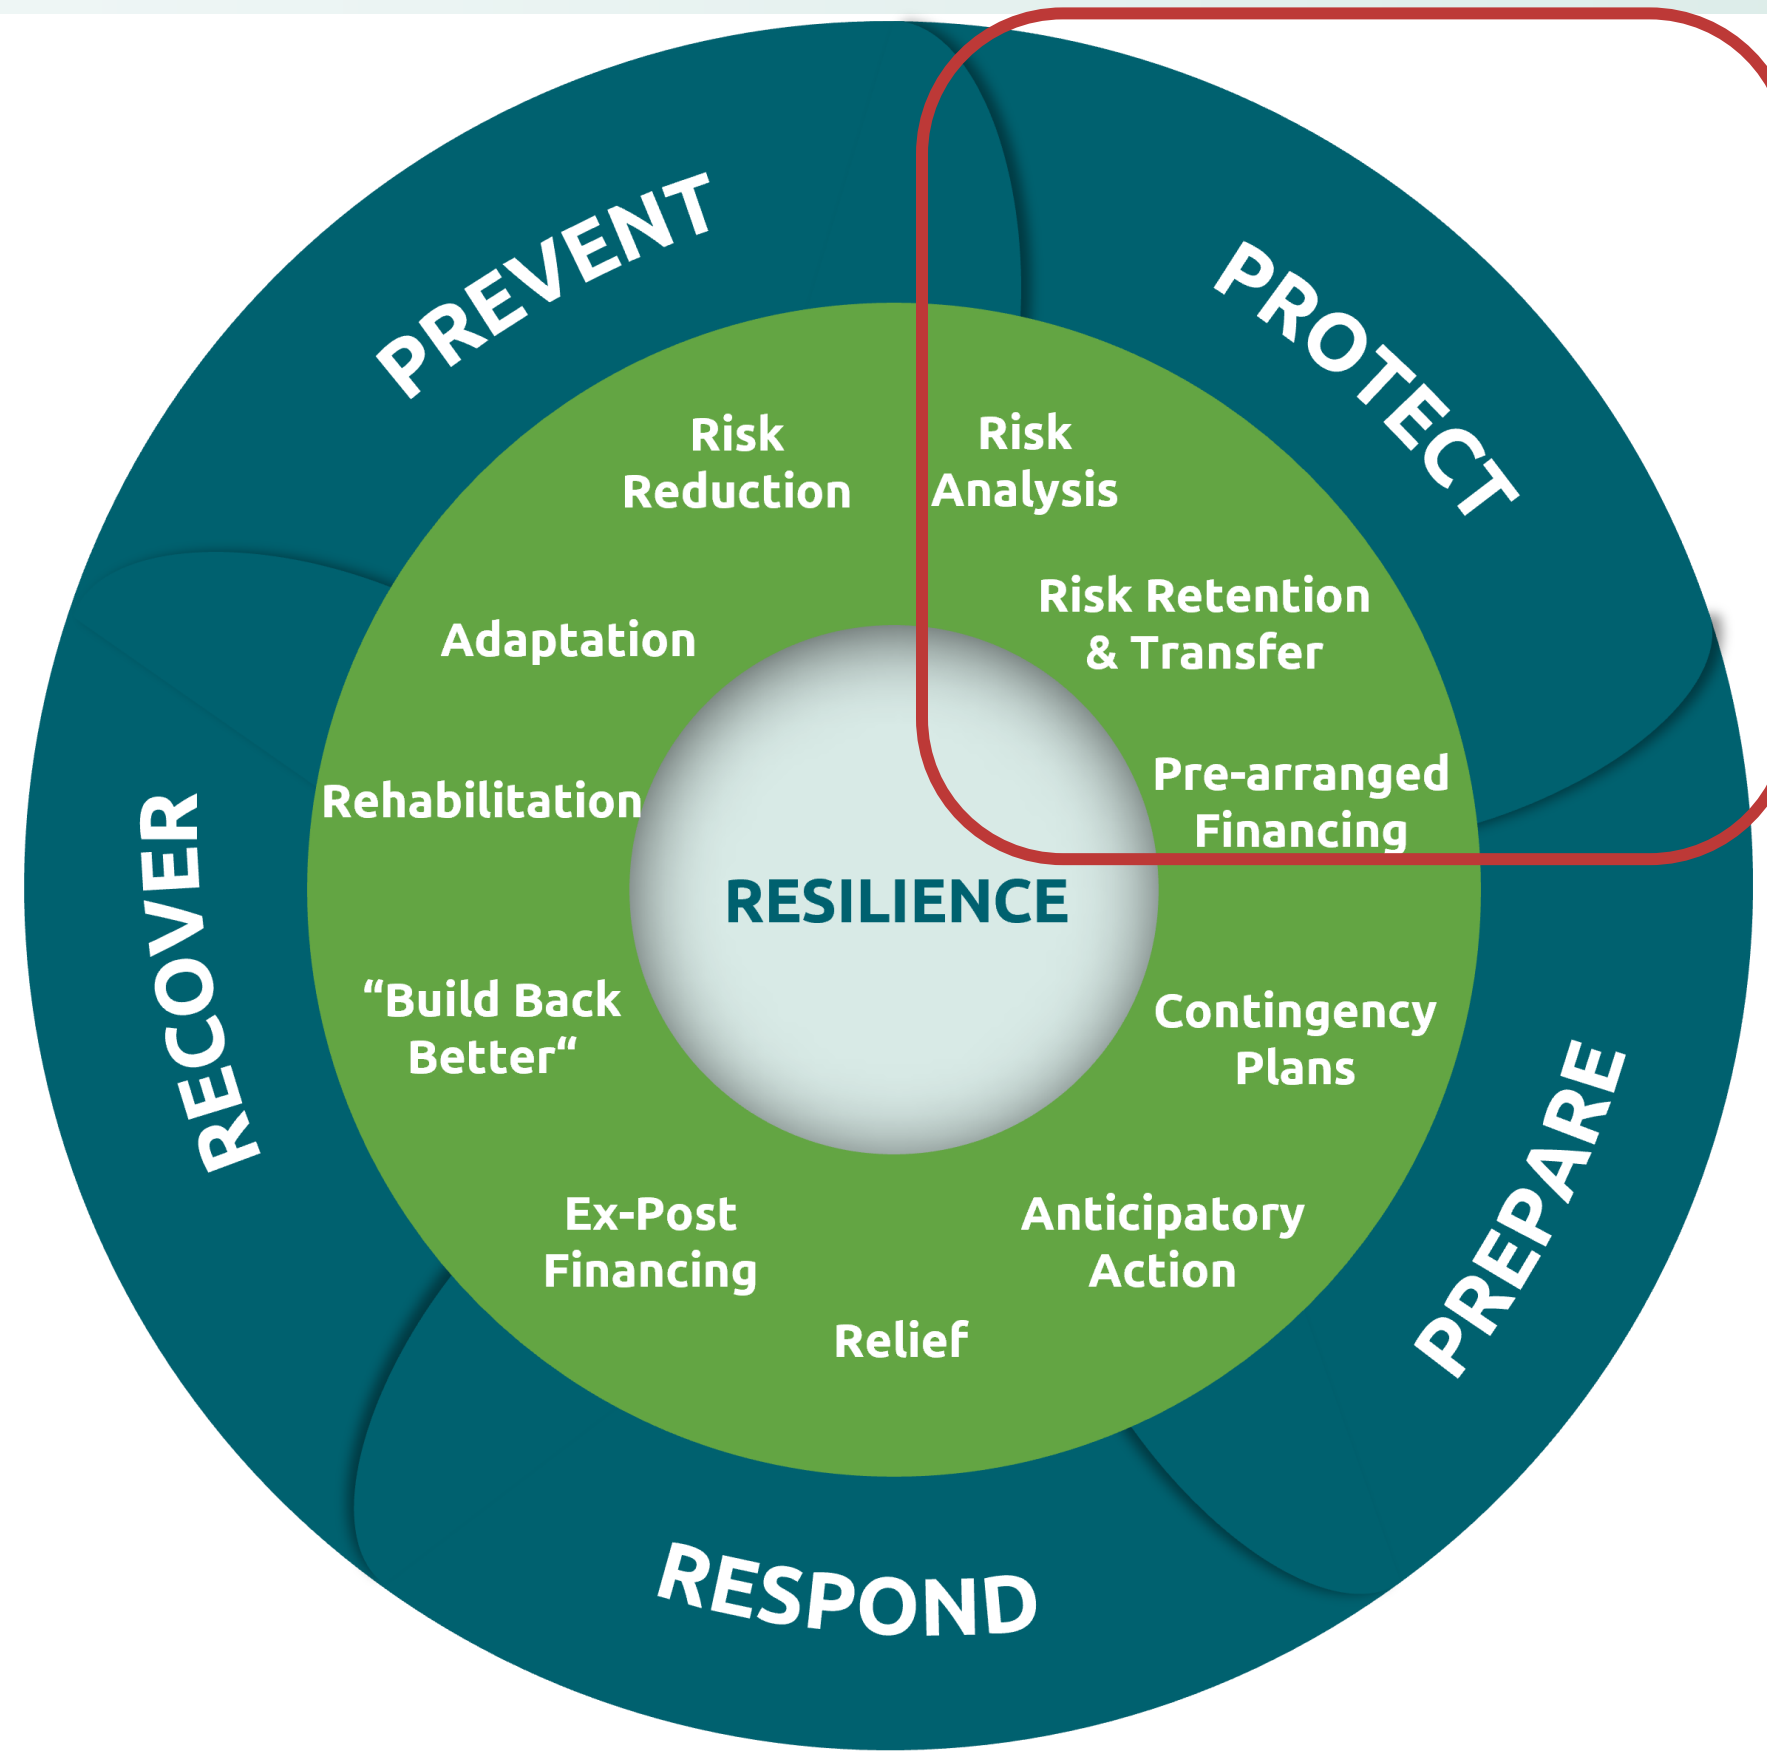 PREVENT
PROTECT
Risk
Reduction
Risk
Analysis
Adaptation
Risk Retention
& Transfer
Rehabilitation
Pre-arranged
Financing
RECOVER
RESILIENCE
“Build Back
Better“
Contingency
Plans
PREPARE
Ex-Post
Financing
Anticipatory
Action
Relief
RESPOND